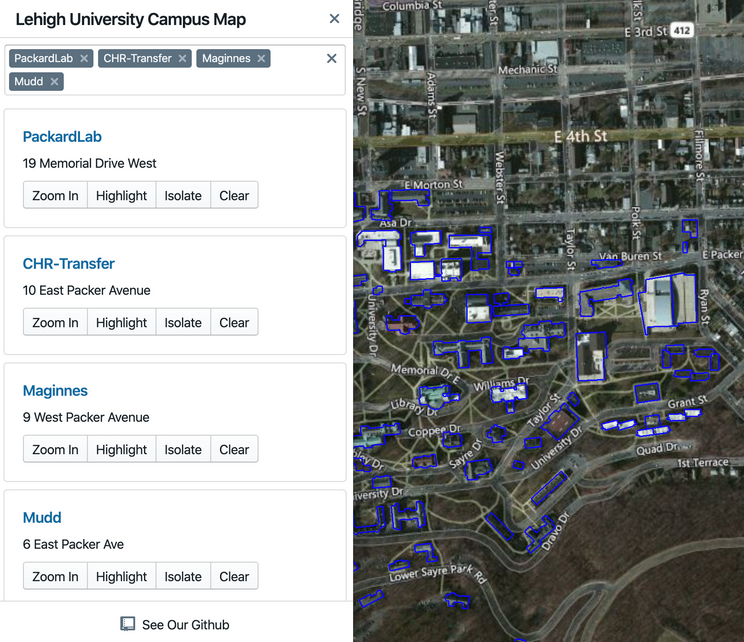 Lehigh University Campus Map
PackardLab
CHR-Transfer
Maginnes
Mudd
PackardLab
19 Memorial Drive West
Zoom In Highlight Isolate Clear
CHR-Transfer
10 East Packer Avenue
Zoom In Highlight Isolate Clear
Maginnes
9 West Packer Avenue
Zoom In Highlight Isolate Clear
Mudd
6 East Packer Ave
Zoom In Highlight Isolate Clear
See Our Github
Columbia St
E 3rd St
412
Mechanic St
S New St
Adams St
E 4th St
Webster St
Fillmore St
E Morton St
Polk St
Asa Dr
Taylor St
Van Buren St
E Packer
University Dr
Ryan St
Memorial Dr E
Williams Dr
Library Dr
Taylor St
Grant St
Coppee Dr
Sayre Dr
University Dr
Quad Dr
1st Terrace
Dravo Dr
Lower Sayre Park Rd